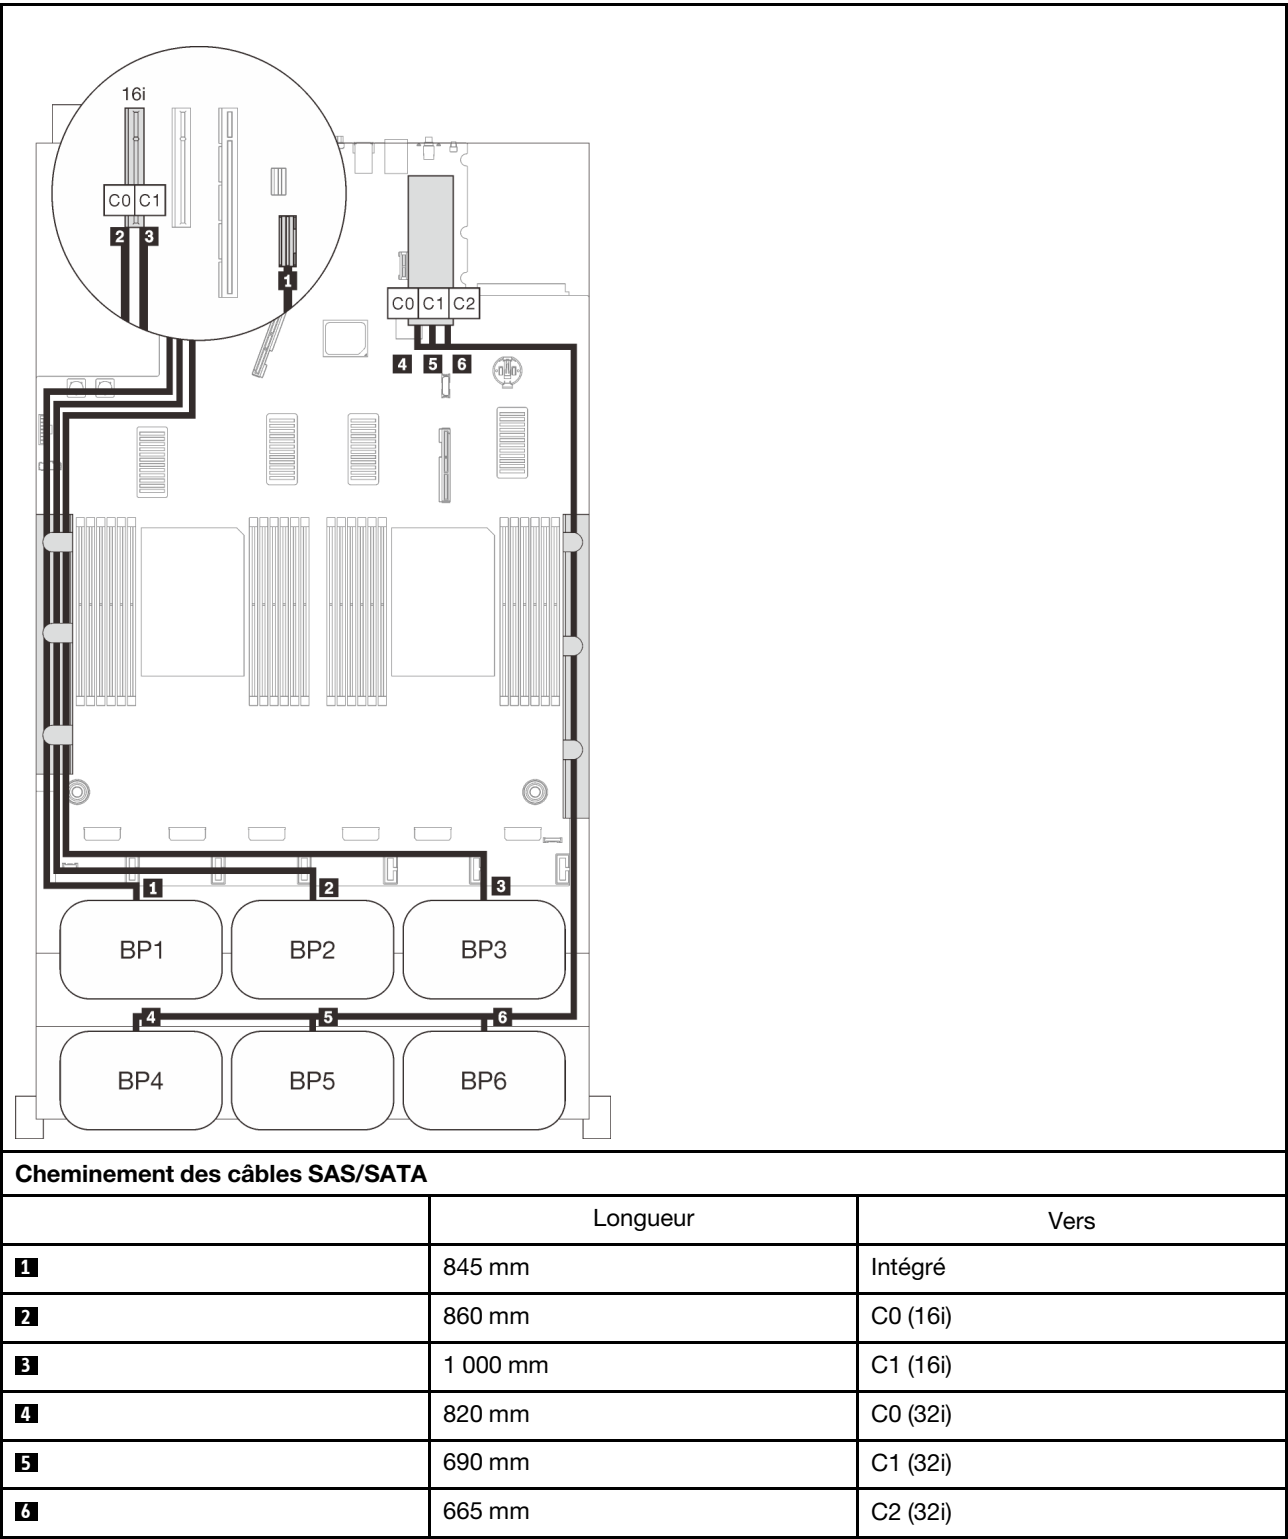 16i
C0 C1
2 3
1
C0 C1 C2
4 5 6
1 2 3
BP1 BP2 BP3
4 5 6
BP4 BP5 BP6
Cheminement des câbles SAS/SATA
Longueur Vers
1 845 mm Intégré
2 860 mm C0 (16i)
3 1 000 mm C1 (16i)
4 820 mm C0 (32i)
5 690 mm C1 (32i)
6 665 mm C2 (32i)